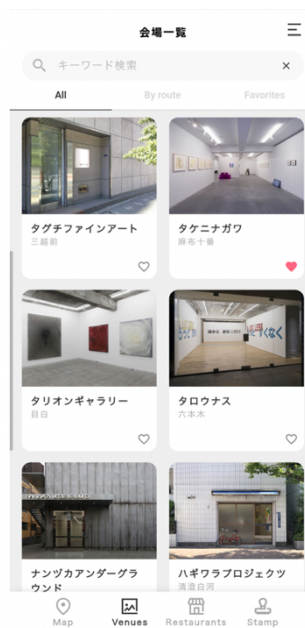 会場一覧
キーワード検索
All By route Favorites
タグチファインアート
三越前
タケニナガワ
麻布十番
タリオンギャラリー
目白
タロウナス
六本木
ナンヅカアンダーグラ
ウンド
ハギワラプロジェクツ
清澄白河
Map Venues Restaurants Stamp